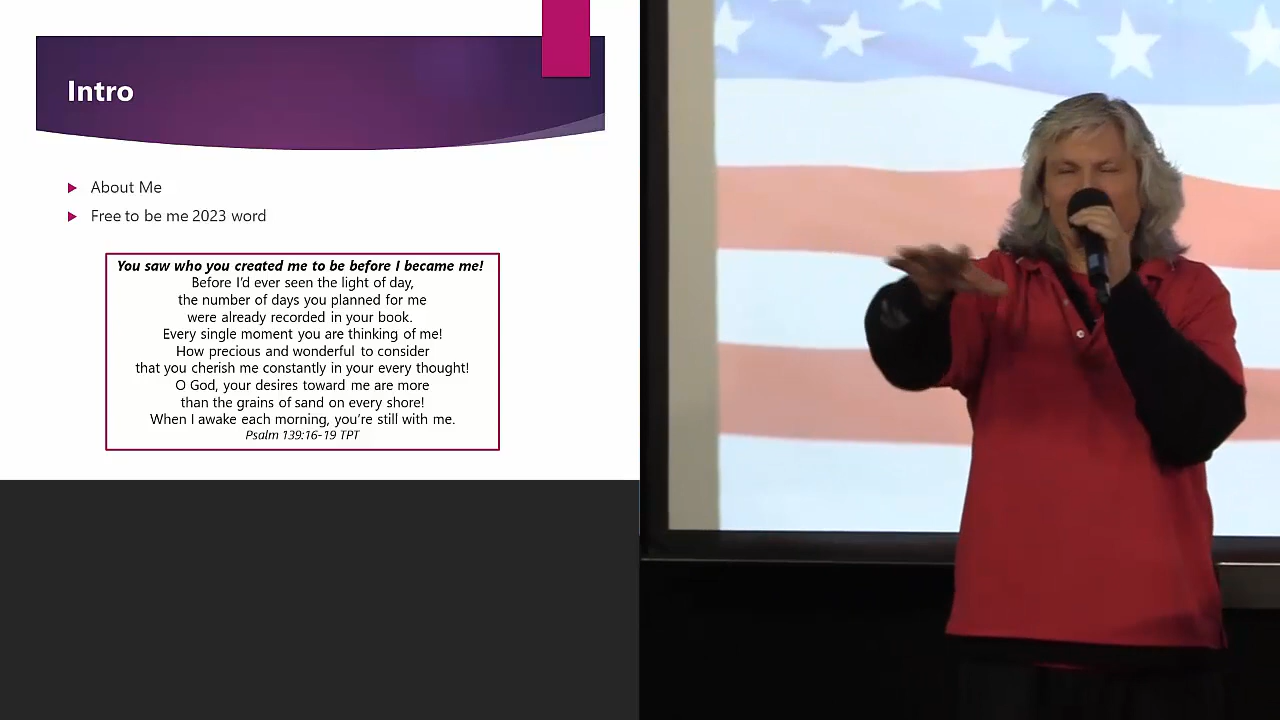 Intro
About Me
Free to be me 2023 word
You saw who you created me to be before I became me!
Before I'd ever seen the light of day,
the number of days you planned for me
were already recorded in your book.
Every single moment you are thinking of me!
How precious and wonderful to consider
that you cherish me constantly in your every thought!
O God, your desires toward me are more
than the grains of sand on every shore!
When I awake each morning, you're still with me.
Psalm 139:16-19 TPT